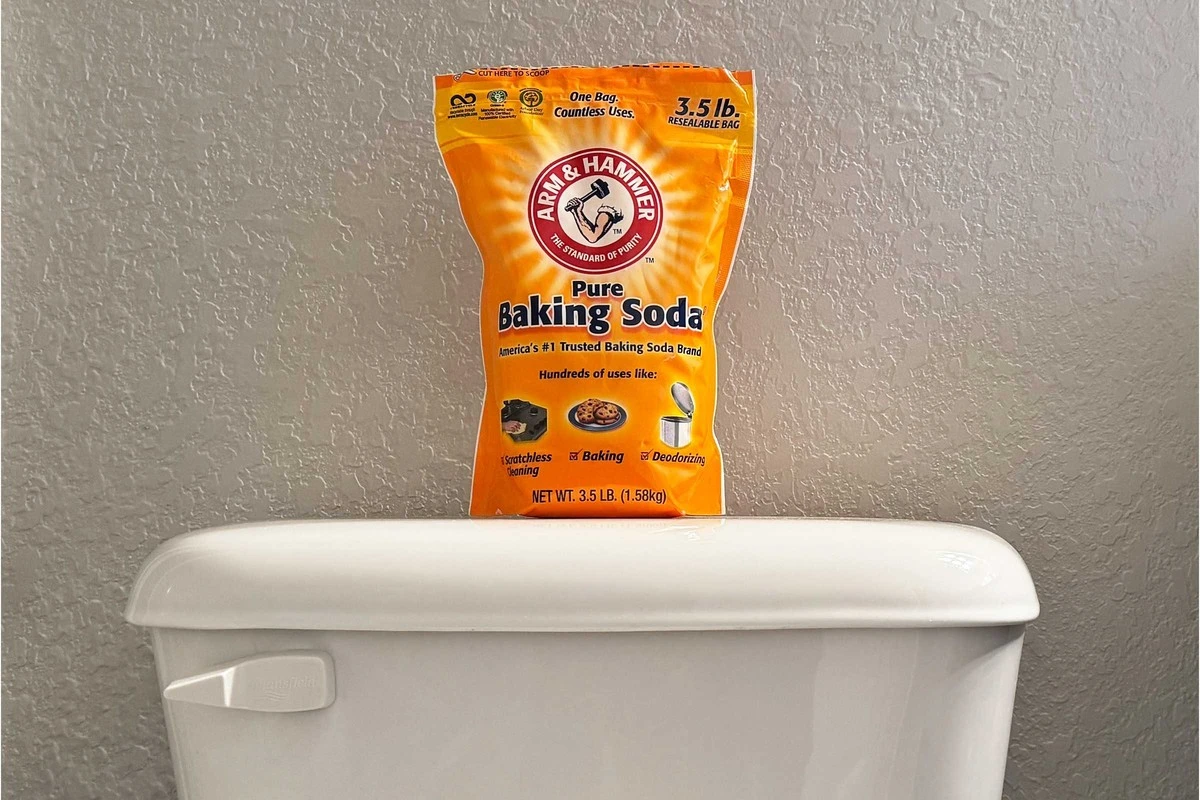 CUT HERE TO SCOOP
One Bag.
Countless Uses.
3.5 lb.
RESEALABLE BAG
ARM & HAMMER
THE STANDARD OF PURITY
TM
TM
Pure
Baking Soda
America's #1 Trusted Baking Soda Brand
Hundreds of uses like:
Scratchless
Cleaning
Baking
Deodorizing
NET WT. 3.5 LB. (1.58kg)